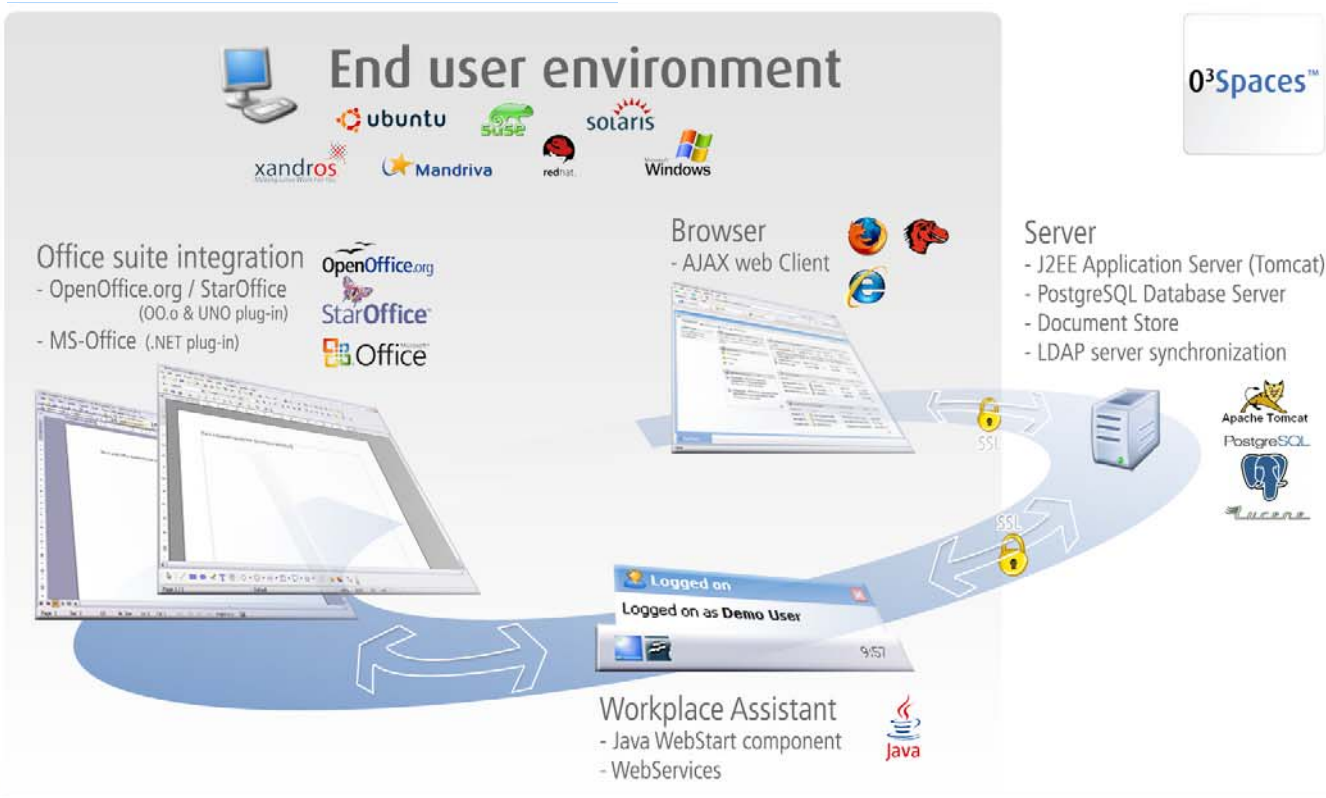 End user environment
O³Spaces™
ubuntu
suse
solaris
xandros
Mandriva
redhat.
Microsoft
Windows
Office suite integration
- OpenOffice.org / StarOffice
(OO.o & UNO plug-in)
- MS-Office (.NET plug-in)
OpenOffice.org
StarOffice
Microsoft
Office
Browser
- AJAX web Client
Server
- J2EE Application Server (Tomcat)
- PostgreSQL Database Server
- Document Store
- LDAP server synchronization
Apache Tomcat
PostgreSQL
Lucene
SSL
SSL
Logged on
Logged on as Demo User
9:57
Workplace Assistant
- Java WebStart component
- WebServices
Java